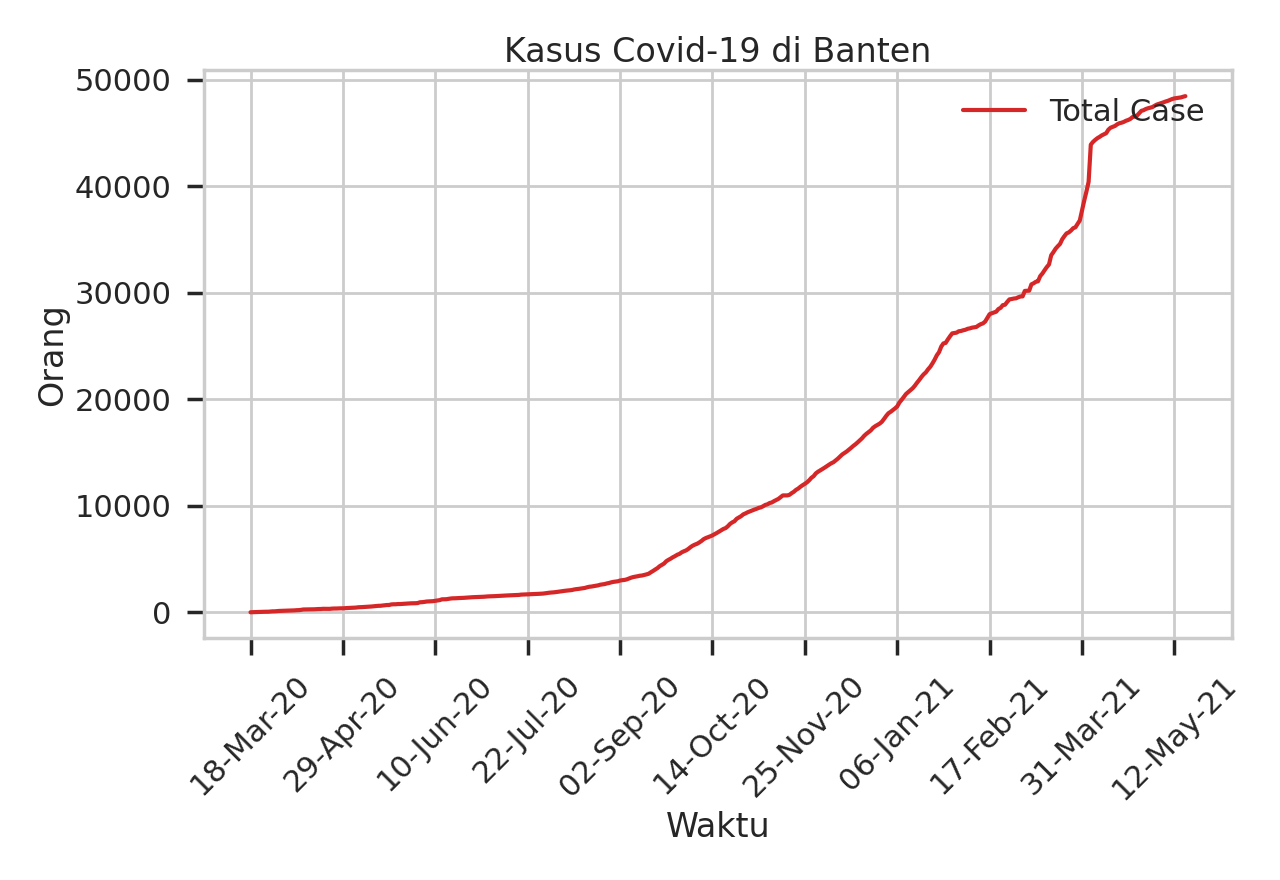 Kasus Covid-19 di Banten
50000
40000
30000
20000
10000
0
Orang
Total Case
18-Mar-20
29-Apr-20
10-Jun-20
22-Jul-20
02-Sep-20
14-Oct-20
25-Nov-20
06-Jan-21
17-Feb-21
31-Mar-21
12-May-21
Waktu